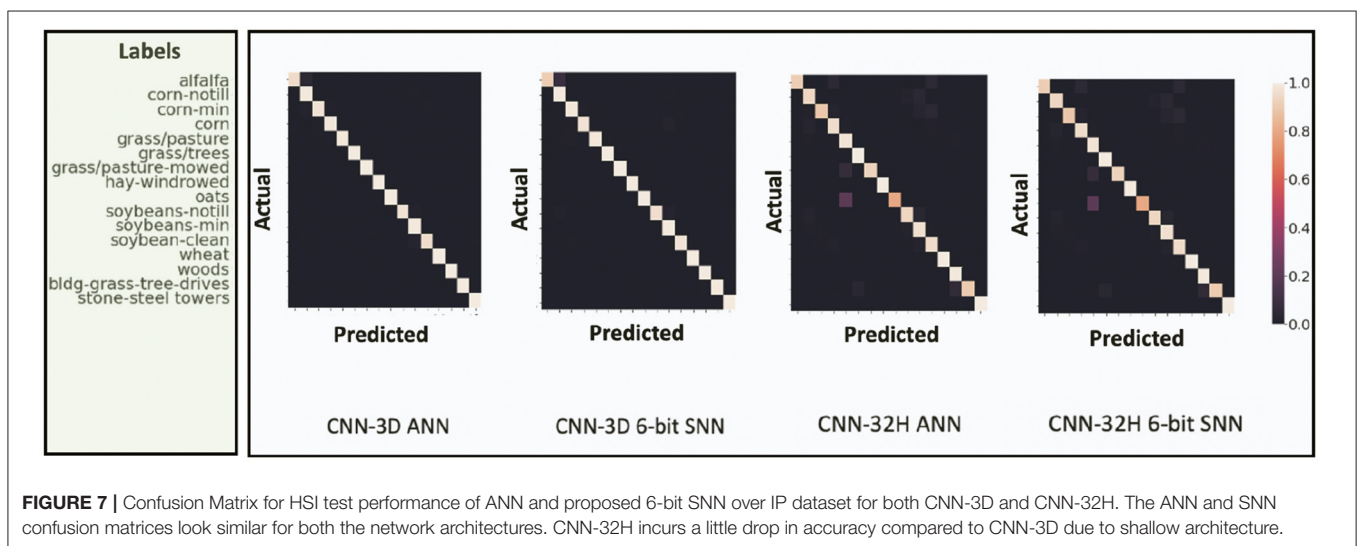 Labels
alfalfa
corn-notill
corn-min
corn
grass/pasture
grass/trees
grass/pasture-mowed
hay-windrowed
oats
soybeans-notill
soybeans-min
soybean-clean
wheat
woods
bldg-grass-tree-drives
stone-steel towers
Actual
Predicted
CNN-3D ANN
Actual
Predicted
CNN-3D 6-bit SNN
Actual
Predicted
CNN-32H ANN
Actual
Predicted
CNN-32H 6-bit SNN
1.0
0.8
0.6
0.4
0.2
0.0
FIGURE 7 | Confusion Matrix for HSI test performance of ANN and proposed 6-bit SNN over IP dataset for both CNN-3D and CNN-32H. The ANN and SNN
confusion matrices look similar for both the network architectures. CNN-32H incurs a little drop in accuracy compared to CNN-3D due to shallow architecture.